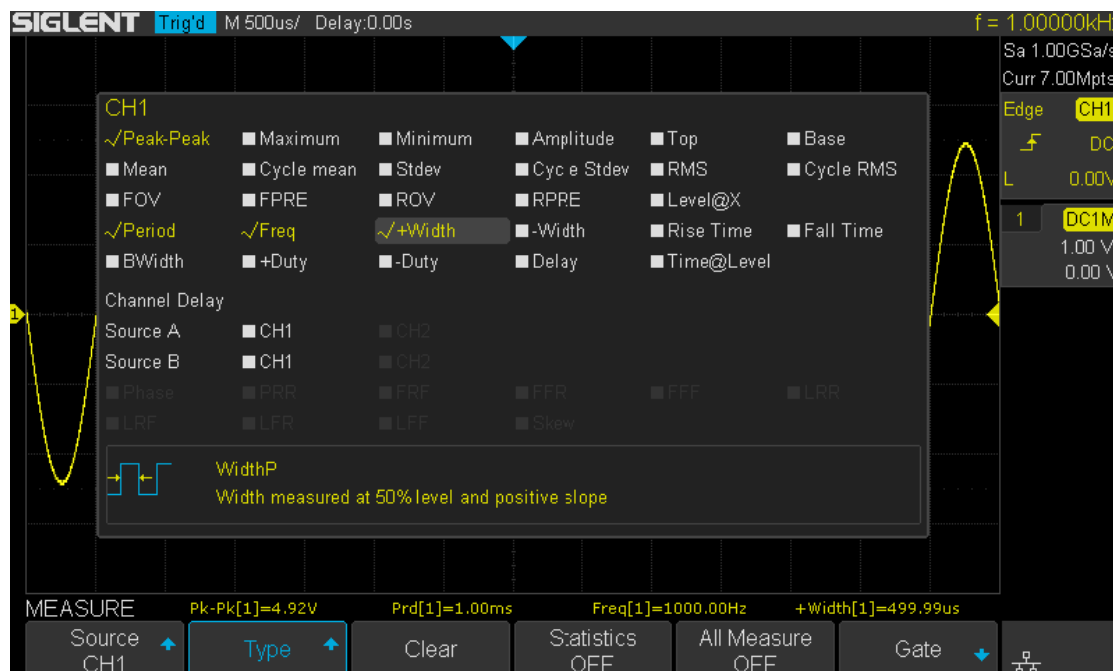 SIGLENT Trig'd M 500us/ Delay:0.00s f = 1.00000kHz
Sa 1.00GSa/s
Curr 7.00Mpts
Edge CH1
DC
L 0.00V
1 DC1M
1.00 V
0.00 V
CH1
Peak-Peak Maximum Minimum Amplitude Top Base
Mean Cycle mean Stdev Cyc e Stdev RMS Cycle RMS
FOV FPRE ROV RPRE Level@X
Period Freq +Width -Width Rise Time Fall Time
BWidth +Duty -Duty Delay Time@Level
Channel Delay
Source A CH1 CH2
Source B CH1 CH2
Phase PRR FRF FFR FFF LRR
LRF LFR LFF Skew
WidthP
Width measured at 50% level and positive slope
1
MEASURE Pk-Pk[1]=4.92V Prd[1]=1.00ms Freq[1]=1000.00Hz +Width[1]=499.99us
Source Type Clear Statistics All Measure Gate
CH1 OFF OFF